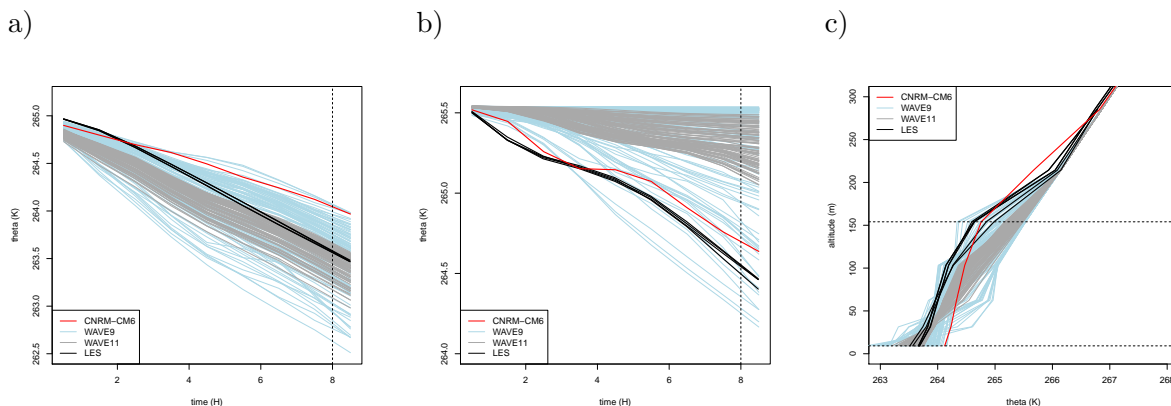 a)
265.0
264.5
264.0
263.5
263.0
262.5
theta (K)
2
4
6
8
time (H)
CNRM−CM6
WAVE9
WAVE11
LES
b)
265.5
265.0
264.5
264.0
theta (K)
2
4
6
8
time (H)
CNRM−CM6
WAVE9
WAVE11
LES
c)
300
250
200
150
100
50
0
altitude (m)
263
264
265
266
267
268
theta (K)
CNRM−CM6
WAVE9
WAVE11
LES